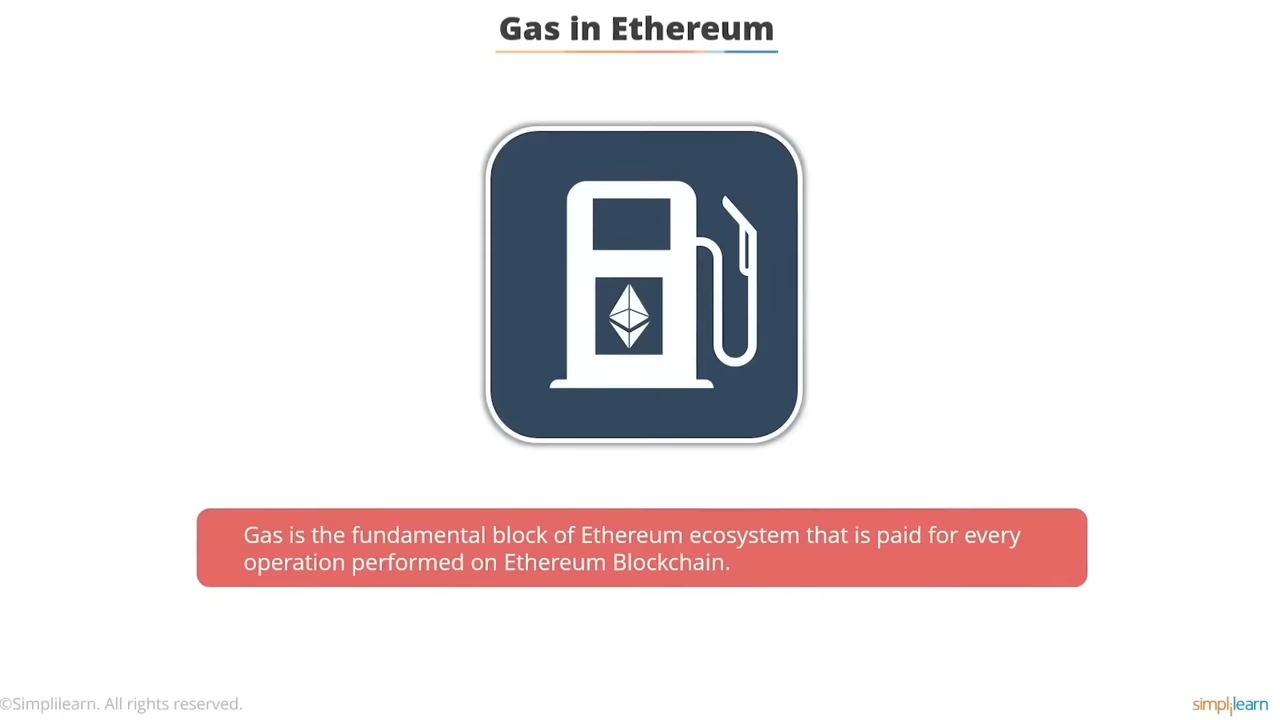 Gas in Ethereum
Gas is the fundamental block of Ethereum ecosystem that is paid for every
operation performed on Ethereum Blockchain.
©Simplilearn. All rights reserved.
simplilearn